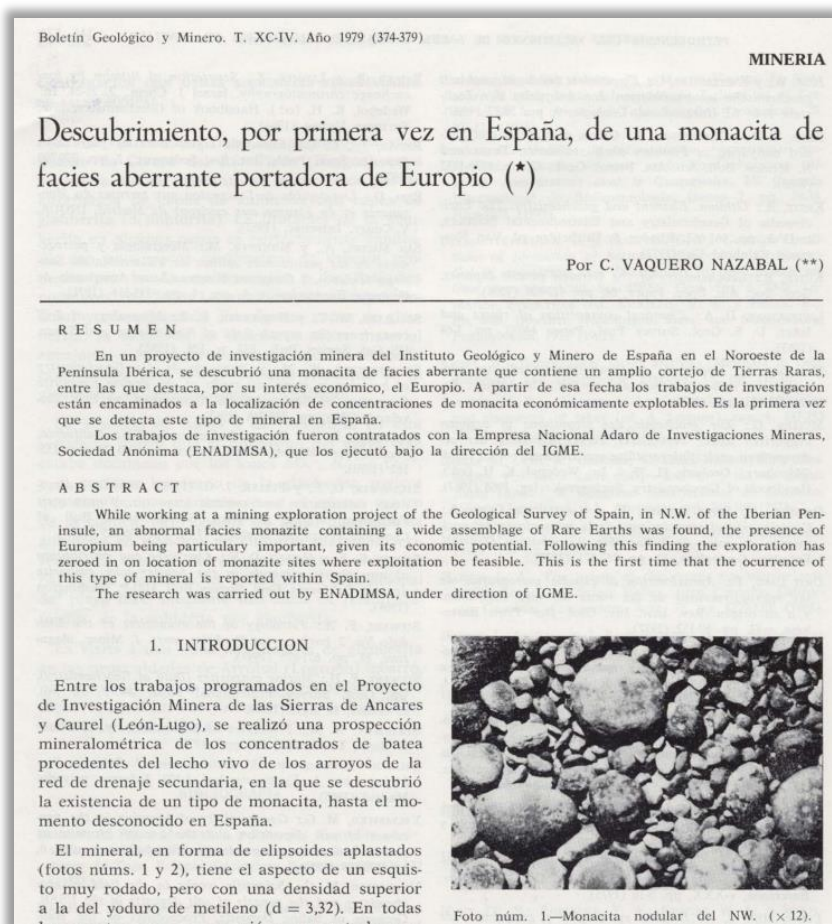 Boletín Geológico y Minero. T. XC-IV. Año 1979 (374-379)
MINERIA
Descubrimiento, por primera vez en España, de una monacita de
facies aberrante portadora de Europio (★)
Por C. VAQUERO NAZABAL (**)
RESUMEN
En un proyecto de investigación minera del Instituto Geológico y Minero de España en el Noroeste de la
Península Ibérica, se descubrió una monacita de facies aberrante que contiene un amplio cortejo de Tierras Raras,
entre las que destaca, por su interés económico, el Europio. A partir de esa fecha los trabajos de investigación
están encaminados a la localización de concentraciones de monacita económicamente explotables. Es la primera vez
que se detecta este tipo de mineral en España.
Los trabajos de investigación fueron contratados con la Empresa Nacional Adaro de Investigaciones Mineras,
Sociedad Anónima (ENADIMSA), que los ejecutó bajo la dirección del IGME.
ABSTRACT
While working at a mining exploration project of the Geological Survey of Spain, in N.W. of the Iberian Pen-
insule, an abnormal facies monazite containing a wide assemblage of Rare Earths was found, the presence of
Europium being particulary important, given its economic potential. Following this finding the exploration has
zeroed in on location of monazite sites where exploitation be feasible. This is the first time that the ocurrence of
this type of mineral is reported within Spain.
The research was carried out by ENADIMSA, under direction of IGME.
1. INTRODUCCION
Entre los trabajos programados en el Proyecto
de Investigación Minera de las Sierras de Ancares
y Caurel (León-Lugo), se realizó una prospección
mineralométrica de los concentrados de batea
procedentes del lecho vivo de los arroyos de la
red de drenaje secundaria, en la que se descubrió
la existencia de un tipo de monacita, hasta el mo-
mento desconocido en España.
El mineral, en forma de elipsoides aplastados
(fotos núms. 1 y 2), tiene el aspecto de un esquis-
to muy rodado, pero con una densidad superior
a la del yoduro de metileno (d = 3,32). En todas
Foto núm. 1.—Monacita nodular del NW. (× 12).